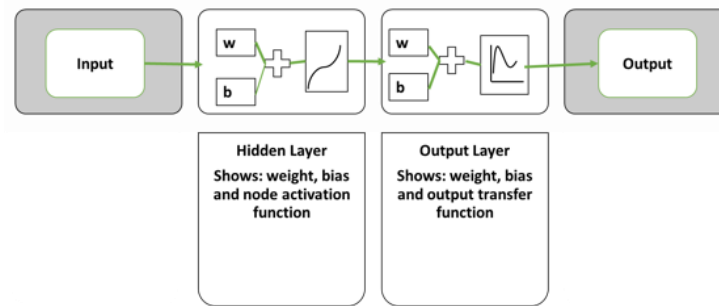 Input
w
b
w
b
Output
Hidden Layer
Shows: weight, bias
and node activation
function
Output Layer
Shows: weight, bias
and output transfer
function